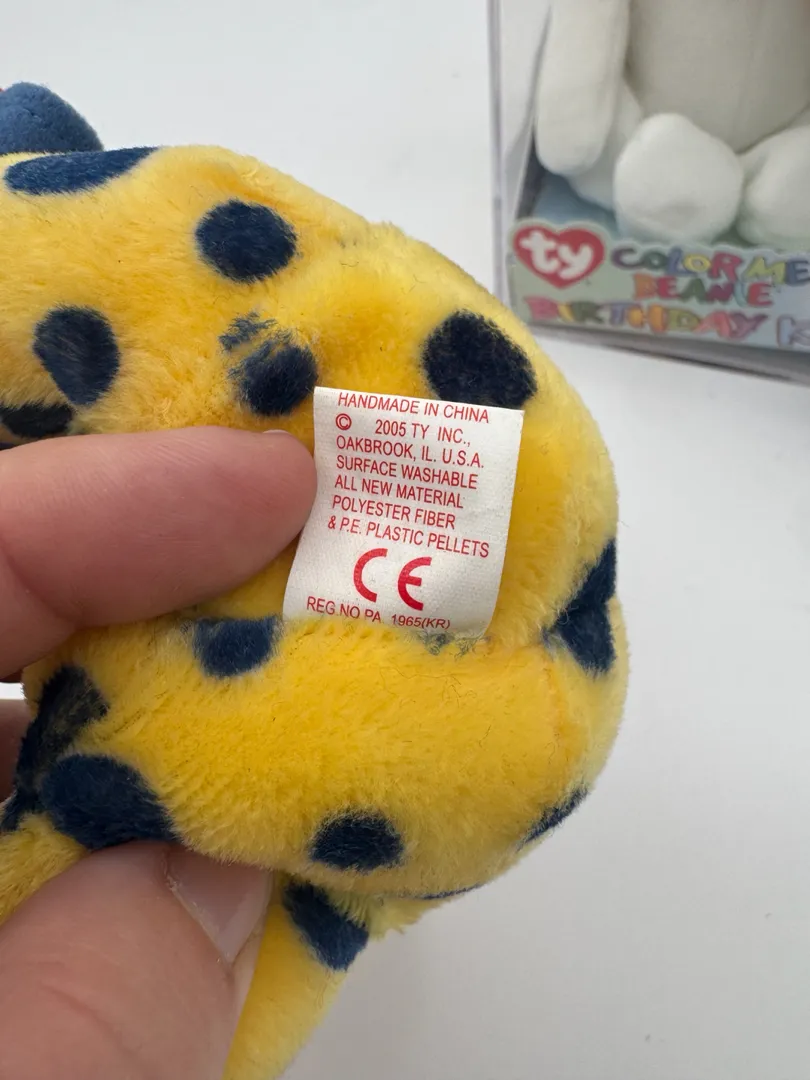 ty
COLOR ME
BEANIE
BIRTHDAY K
HANDMADE IN CHINA
© 2005 TY INC.,
OAKBROOK, IL. U.S.A.
SURFACE WASHABLE
ALL NEW MATERIAL
POLYESTER FIBER
& P.E. PLASTIC PELLETS
CE
REG.NO PA. 1965(KR)